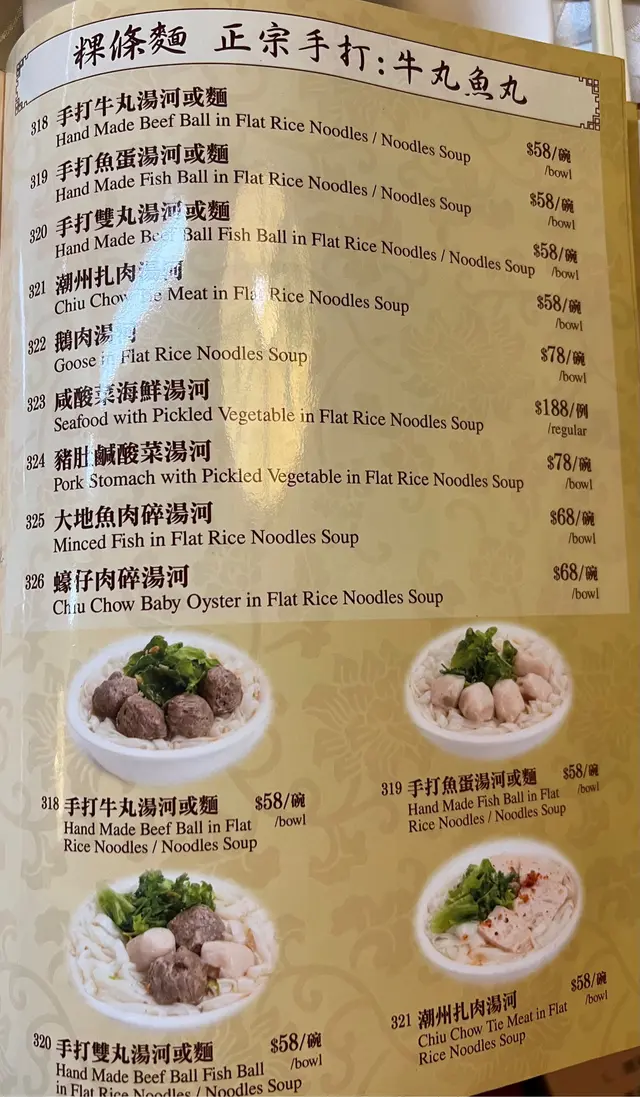 粿條麵 正宗手打:牛丸魚丸
318 手打牛丸湯河或麵
Hand Made Beef Ball in Flat Rice Noodles / Noodles Soup $58/碗
/bowl
319 手打魚蛋湯河或麵
Hand Made Fish Ball in Flat Rice Noodles / Noodles Soup $58/碗
/bowl
320 手打雙丸湯河或麵
Hand Made Beef Ball Fish Ball in Flat Rice Noodles / Noodles Soup $58/碗
/bowl
321 潮州扎肉湯河
Chiu Chow Tie Meat in Flat Rice Noodles Soup $58/碗
/bowl
322 鵝肉湯河
Goose in Flat Rice Noodles Soup $78/碗
/bowl
323 咸酸菜海鮮湯河
Seafood with Pickled Vegetable in Flat Rice Noodles Soup $188/例
/regular
324 豬肚鹹酸菜湯河
Pork Stomach with Pickled Vegetable in Flat Rice Noodles Soup $78/碗
/bowl
325 大地魚肉碎湯河
Minced Fish in Flat Rice Noodles Soup $68/碗
/bowl
326 蠔仔肉碎湯河
Chiu Chow Baby Oyster in Flat Rice Noodles Soup $68/碗
/bowl
318 手打牛丸湯河或麵 $58/碗
Hand Made Beef Ball in Flat /bowl
Rice Noodles / Noodles Soup
319 手打魚蛋湯河或麵 $58/碗
Hand Made Fish Ball in Flat /bowl
Rice Noodles / Noodles Soup
320 手打雙丸湯河或麵 $58/碗
Hand Made Beef Ball Fish Ball /bowl
in Flat Rice Noodles / Noodles Soup
321 潮州扎肉湯河 $58/碗
Chiu Chow Tie Meat in Flat /bowl
Rice Noodles Soup